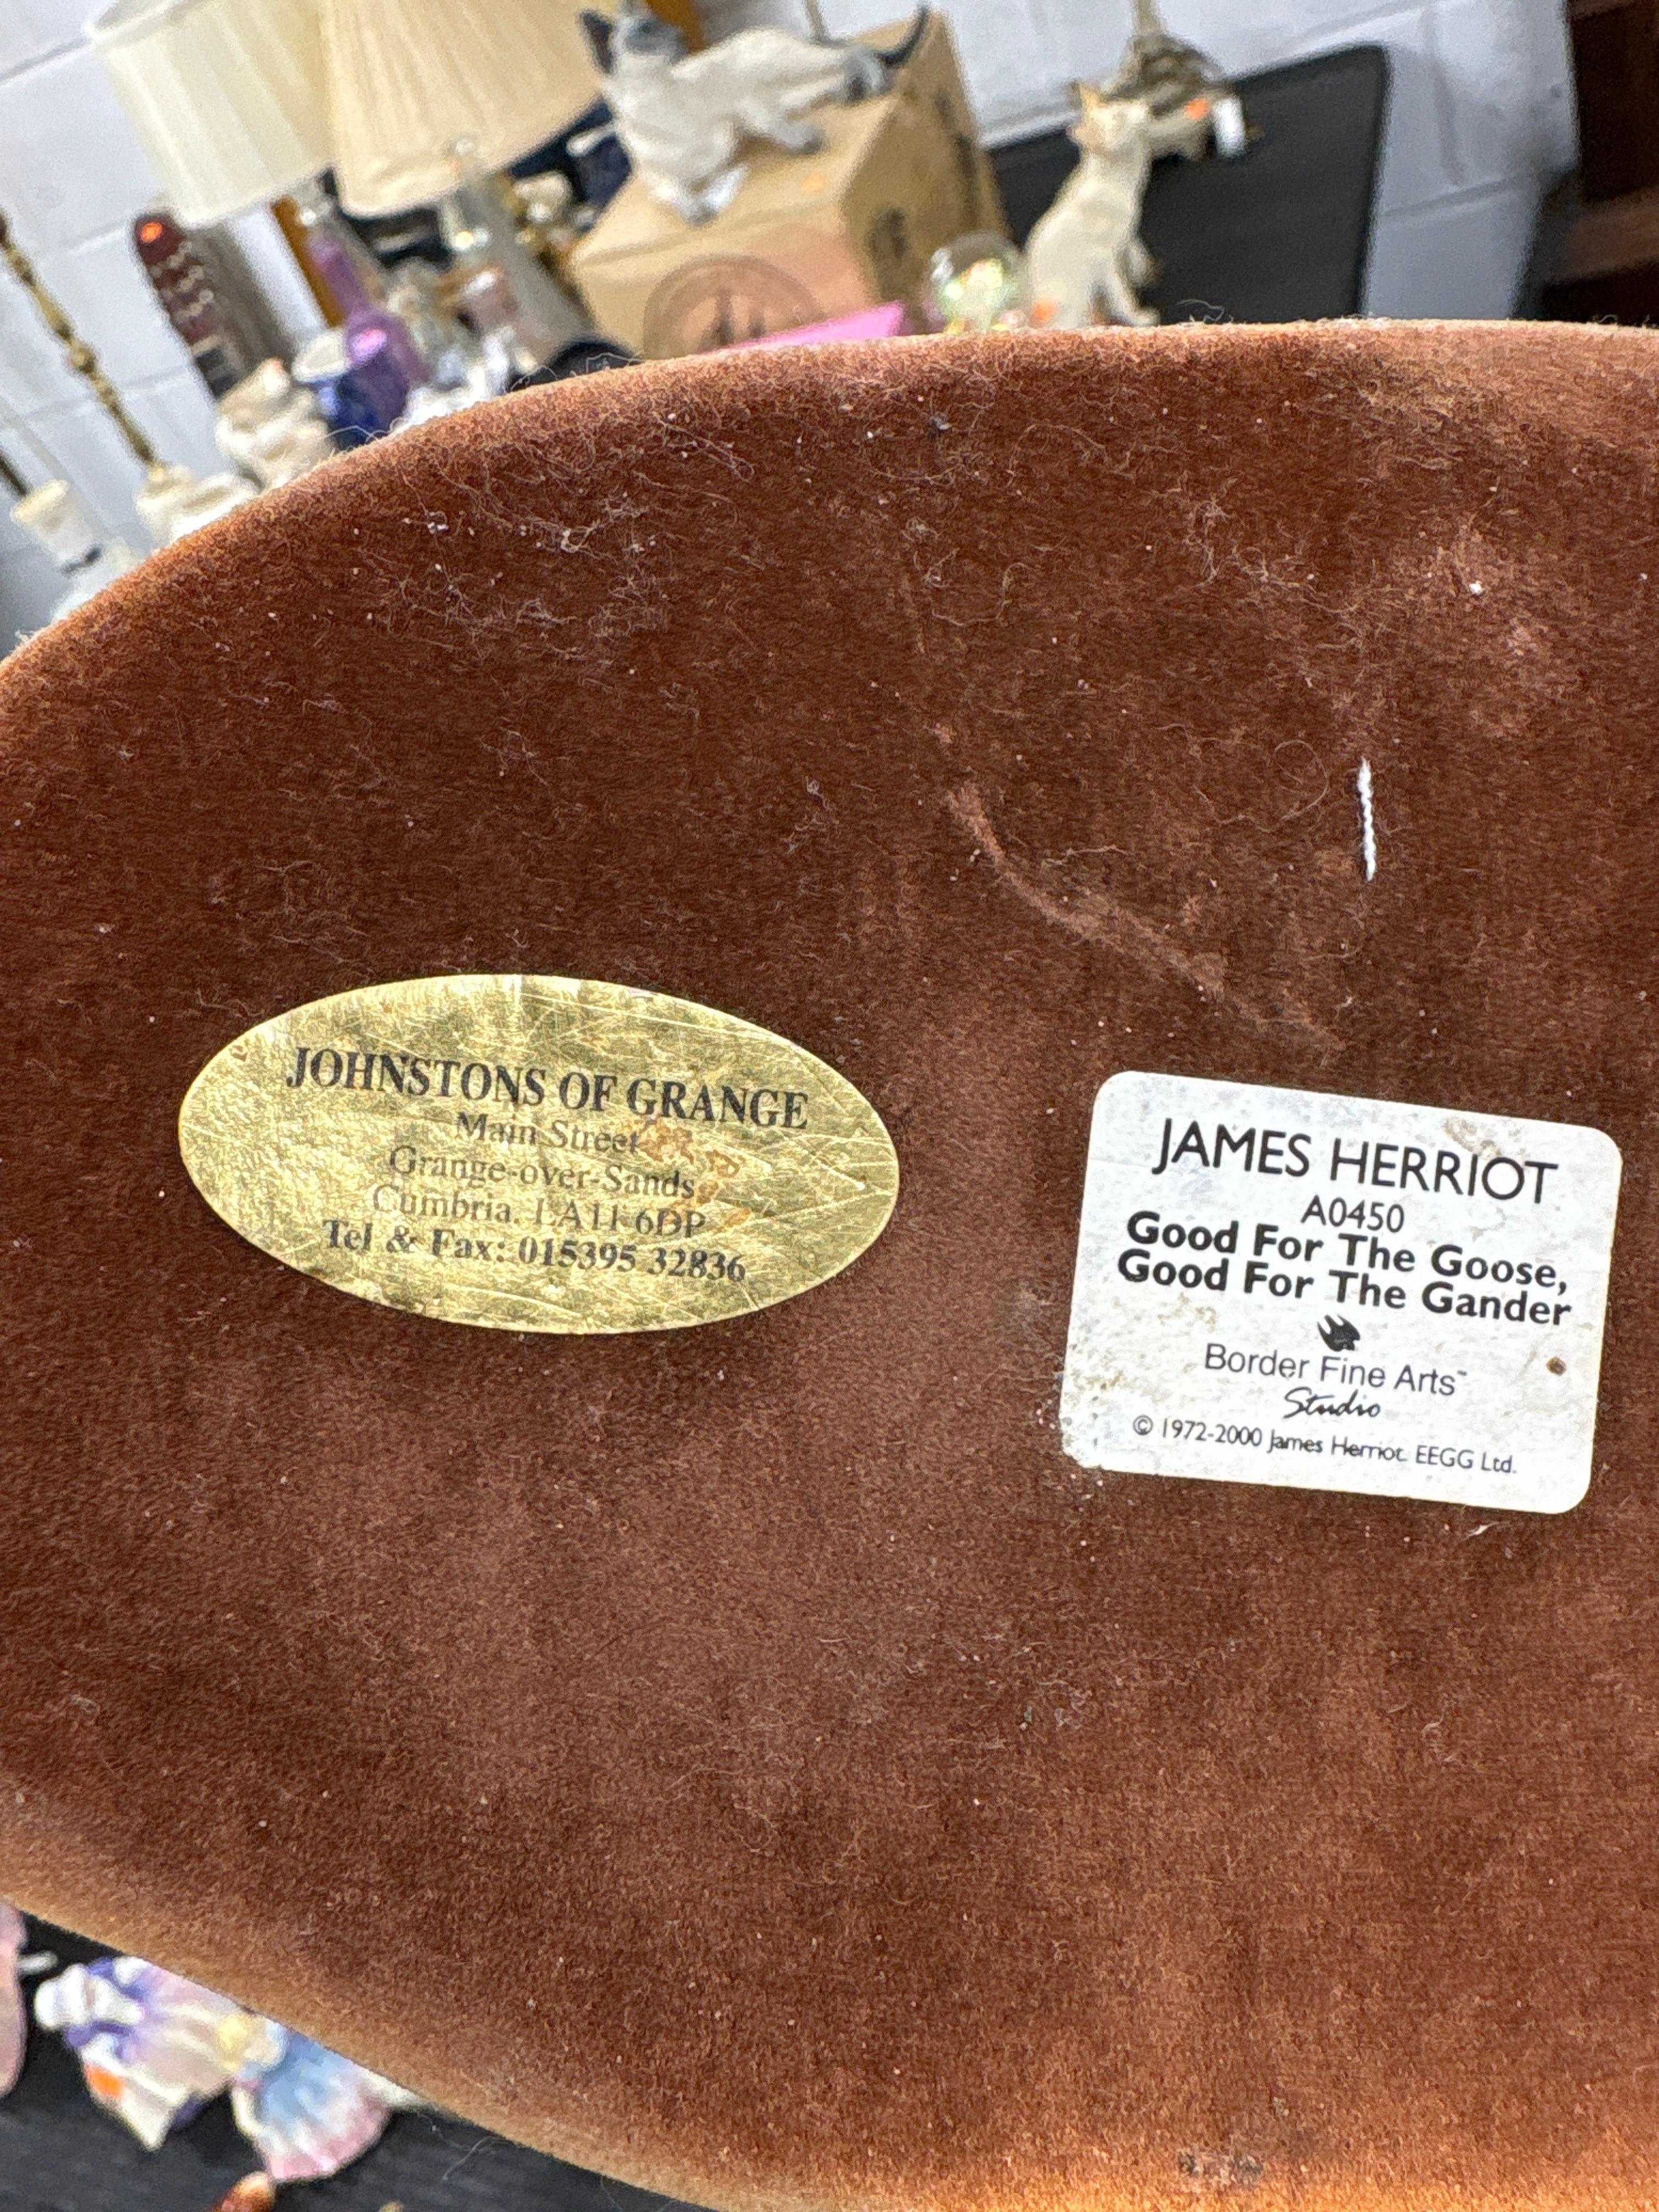 JOHNSTONS OF GRANGE
Main Street
Grange-over-Sands
Cumbria. LA11 6DP
Tel & Fax: 015395 32836
JAMES HERRIOT
A0450
Good For The Goose,
Good For The Gander
Border Fine Arts™
Studio
© 1972-2000 James Herriot. EEGG Ltd.